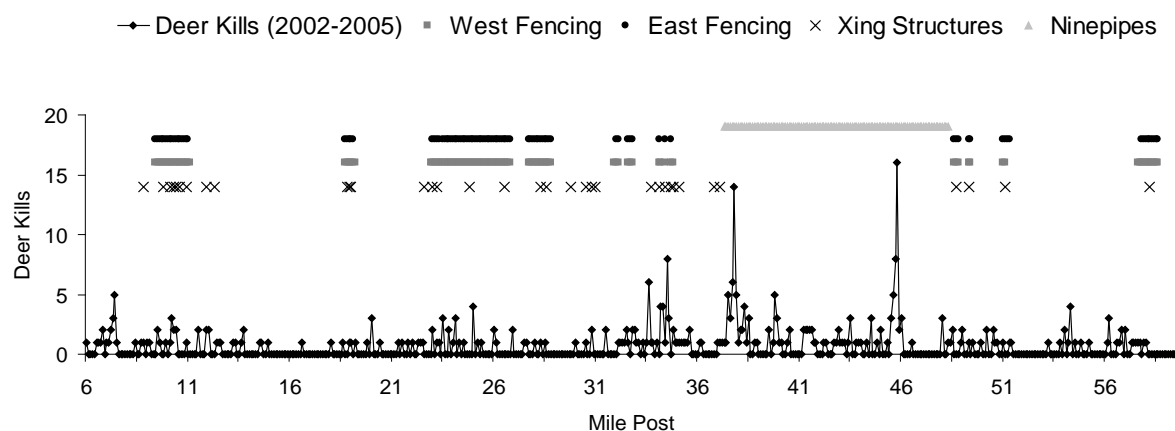 Deer Kills (2002-2005) West Fencing East Fencing Xing Structures Ninepipes
20
15
10
5
0
Deer Kills
6 11 16 21 26 31 36 41 46 51 56
Mile Post